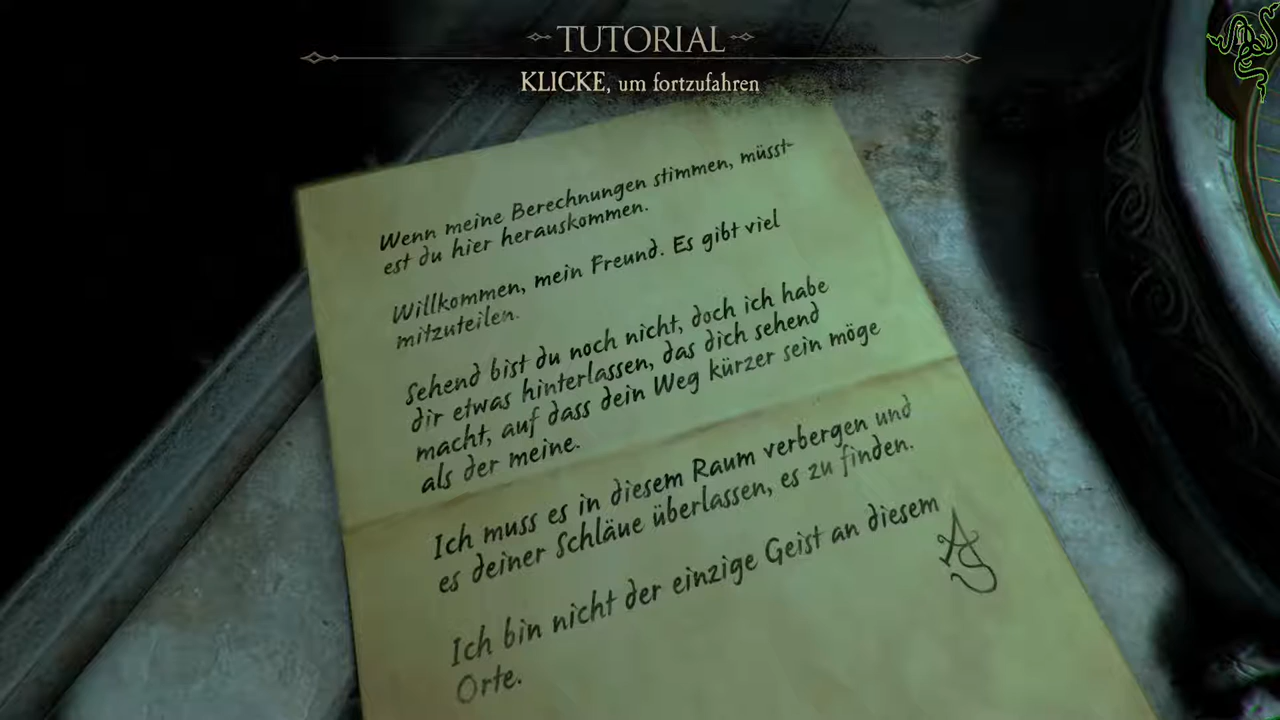 TUTORIAL
KLICKE, um fortzufahren
Wenn meine Berechnungen stimmen, müsst-
est du hier herauskommen.
Willkommen, mein Freund. Es gibt viel
mitzuteilen.
Sehend bist du noch nicht, doch ich habe
dir etwas hinterlassen, das dich sehend
macht, auf dass dein Weg kürzer sein möge
als der meine.
Ich muss es in diesem Raum verbergen und
es deiner Schläue überlassen, es zu finden.
Ich bin nicht der einzige Geist an diesem
Orte.
AS